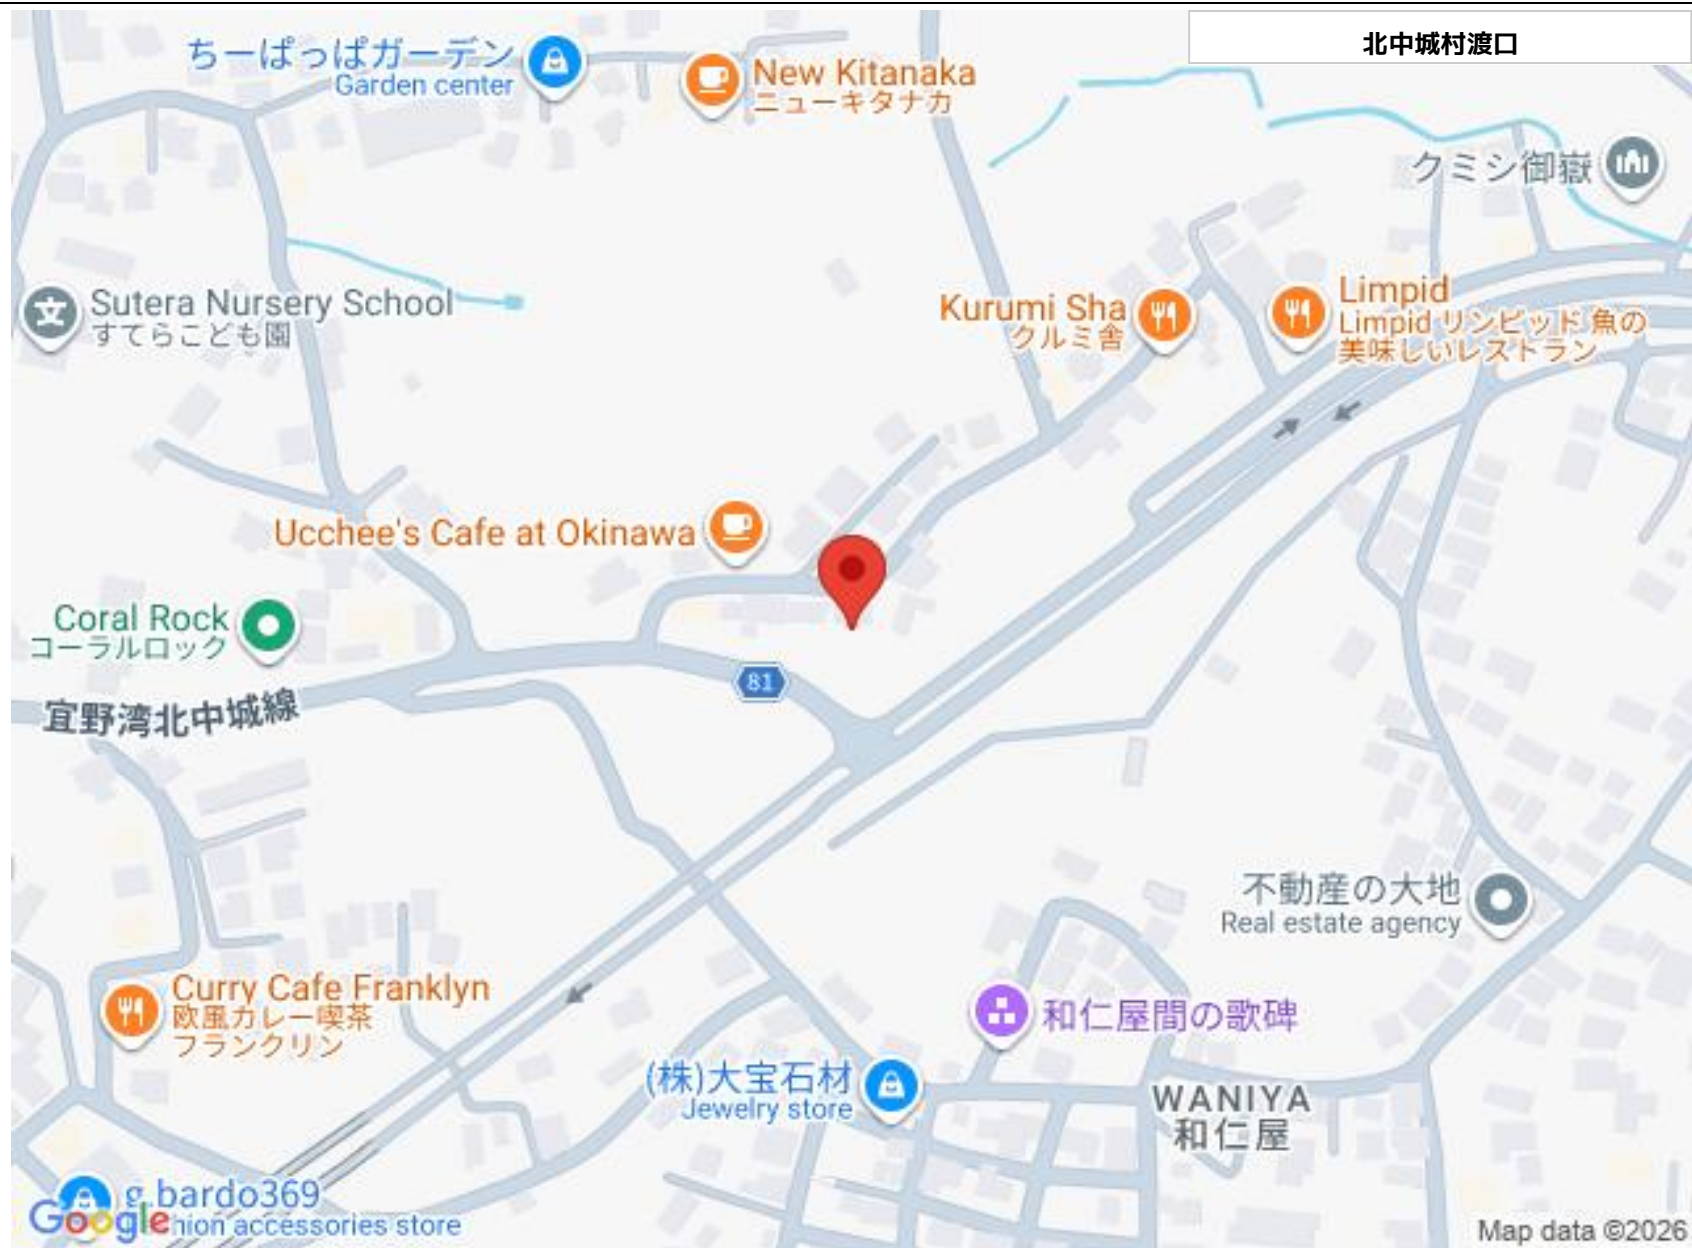 北中城村渡口
ちーぱっぱガーデン
Garden center
New Kitanaka
ニューキタナカ
クミシ御嶽
Sutera Nursery School
すてらこども園
Kurumi Sha
クルミ舎
Limpid
Limpid リンピッド 魚の
美味しいレストラン
Ucchee's Cafe at Okinawa
Coral Rock
コーラルロック
81
宜野湾北中城線
不動産の大地
Real estate agency
Curry Cafe Franklyn
欧風カレー喫茶
フランクリン
和仁屋間の歌碑
(株)大宝石材
Jewelry store
WANIYA
和仁屋
g.bardo369
hion accessories store
Google
Map data ©2026